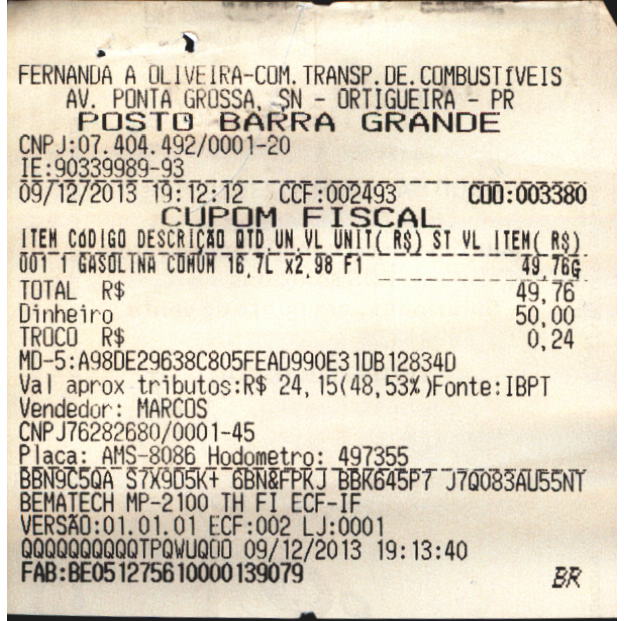 FERNANDA A OLIVEIRA-COM.TRANSP.DE.COMBUSTíVEIS
AV. PONTA GROSSA, SN - ORTIGUEIRA - PR
POSTO BARRA GRANDE
CNPJ:07.404.492/0001-20
IE:90339989-93
09/12/2013 19:12:12 CCF:002493 COO:003380
CUPOM FISCAL
ITEM CóDIGO DESCRIÇÃO QTD.UN.VL UNIT( R$) ST VL ITEM( R$)
001 1 GASOLINA COMUM 16,7L x2,98 F1 49,76G
TOTAL R$ 49,76
Dinheiro 50,00
TROCO R$ 0,24
MD-5:A98DE29638C805FEAD990E31DB12834D
Val aprox tributos:R$ 24,15(48,53%)Fonte:IBPT
Vendedor: MARCOS
CNPJ76282680/0001-45
Placa: AMS-8086 Hodometro: 497355
BBN9C5QA S7X9D5K+ 6BN&FPKJ BBK645P7 J7Q083AU55NT
BEMATECH MP-2100 TH FI ECF-IF
VERSÃO:01.01.01 ECF:002 LJ:0001
QQQQQQQQQQTPQWUQOO 09/12/2013 19:13:40
FAB:BE051275610000139079 BR